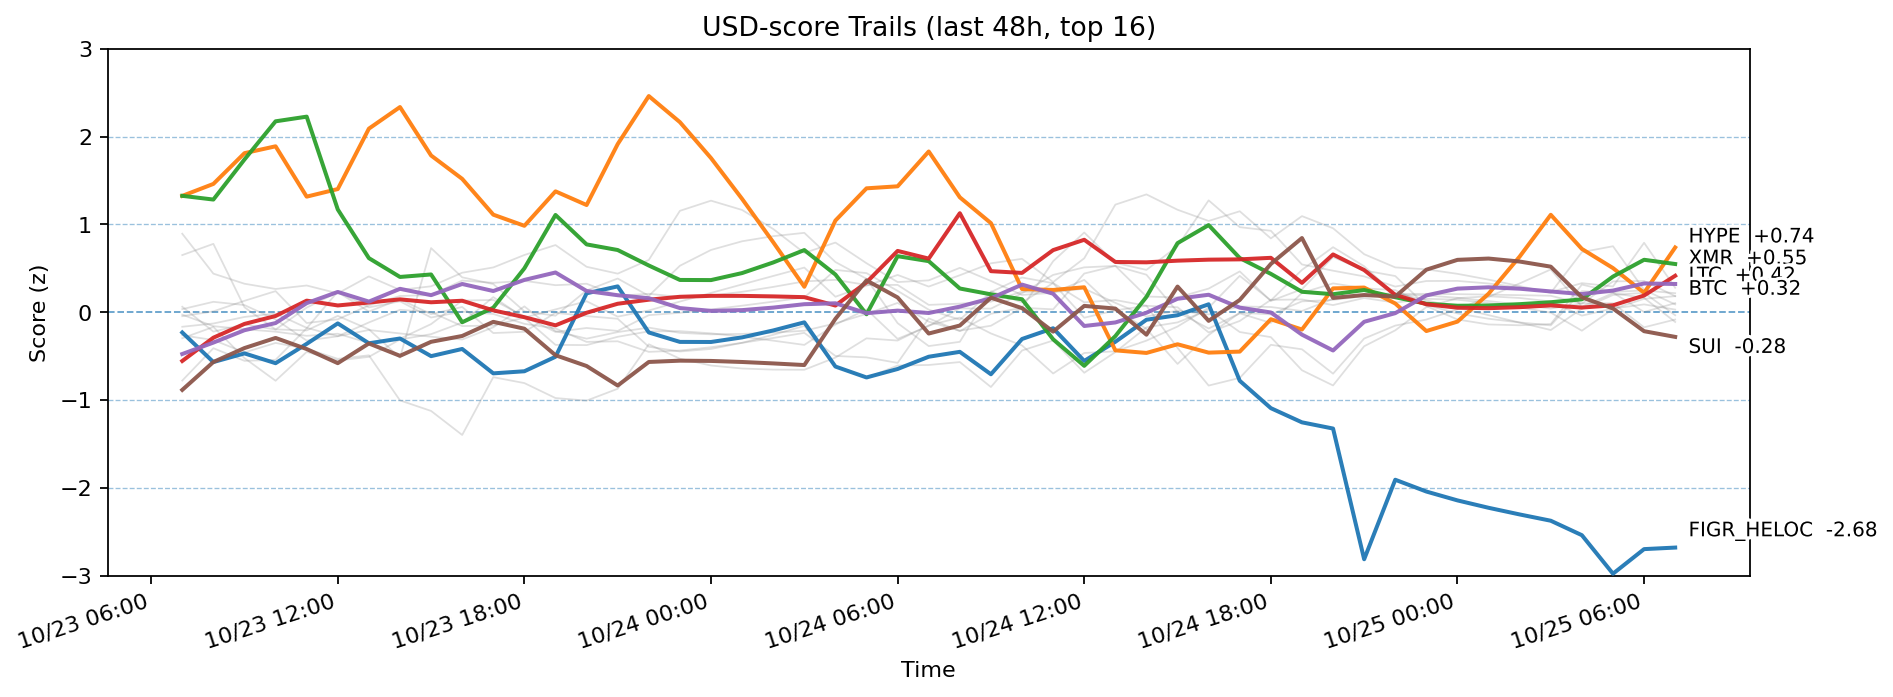 USD-score Trails (last 48h, top 16)
Score (z)
3
2
1
0
−1
−2
−3
HYPE +0.74
XMR +0.55
LTC +0.42
BTC +0.32
SUI -0.28
FIGR_HELOC -2.68
10/23 06:00
10/23 12:00
10/23 18:00
10/24 00:00
10/24 06:00
10/24 12:00
10/24 18:00
10/25 00:00
10/25 06:00
Time